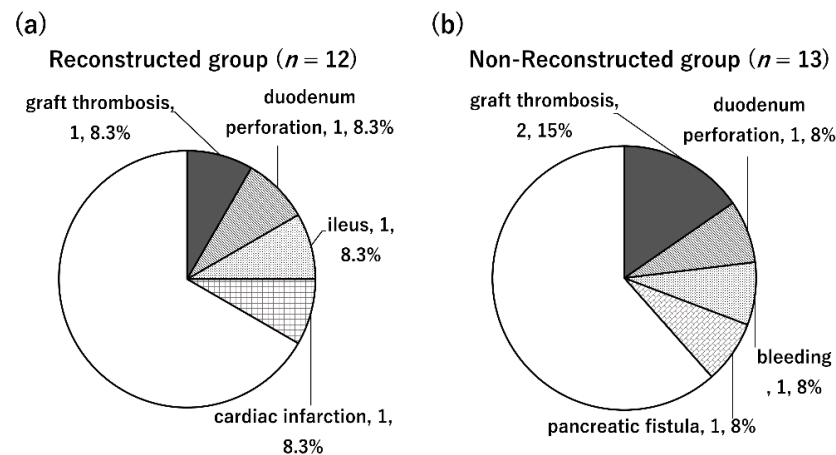 (a)
Reconstructed group (n = 12)
graft thrombosis,
1, 8.3%
duodenum
perforation, 1, 8.3%
ileus, 1,
8.3%
cardiac infarction, 1,
8.3%
(b)
Non-Reconstructed group (n = 13)
graft thrombosis,
2, 15%
duodenum
perforation, 1, 8%
bleeding
, 1, 8%
pancreatic fistula, 1, 8%